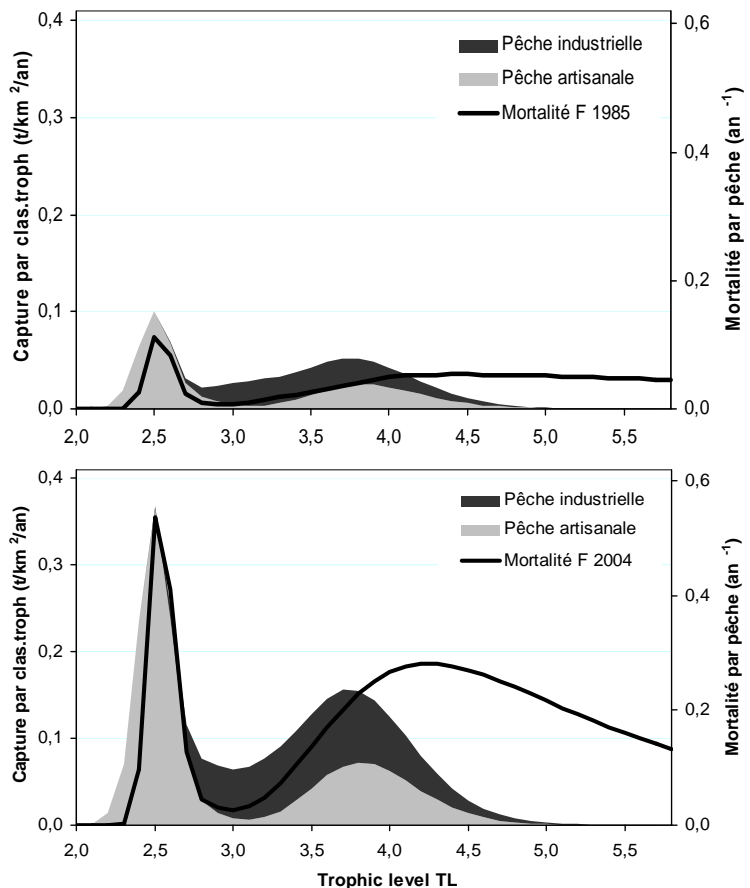 0,4
0,3
0,2
0,1
0,0
Capture par clas.troph (t/km²/an)
Pêche industrielle
Pêche artisanale
Mortalité F 1985
0,6
0,4
0,2
0,0
Mortalité par pêche (an⁻¹)
2,0 2,5 3,0 3,5 4,0 4,5 5,0 5,5
0,4
0,3
0,2
0,1
0,0
Capture par clas.troph (t/km²/an)
Pêche industrielle
Pêche artisanale
Mortalité F 2004
0,6
0,4
0,2
0,0
Mortalité par pêche (an⁻¹)
2,0 2,5 3,0 3,5 4,0 4,5 5,0 5,5
Trophic level TL